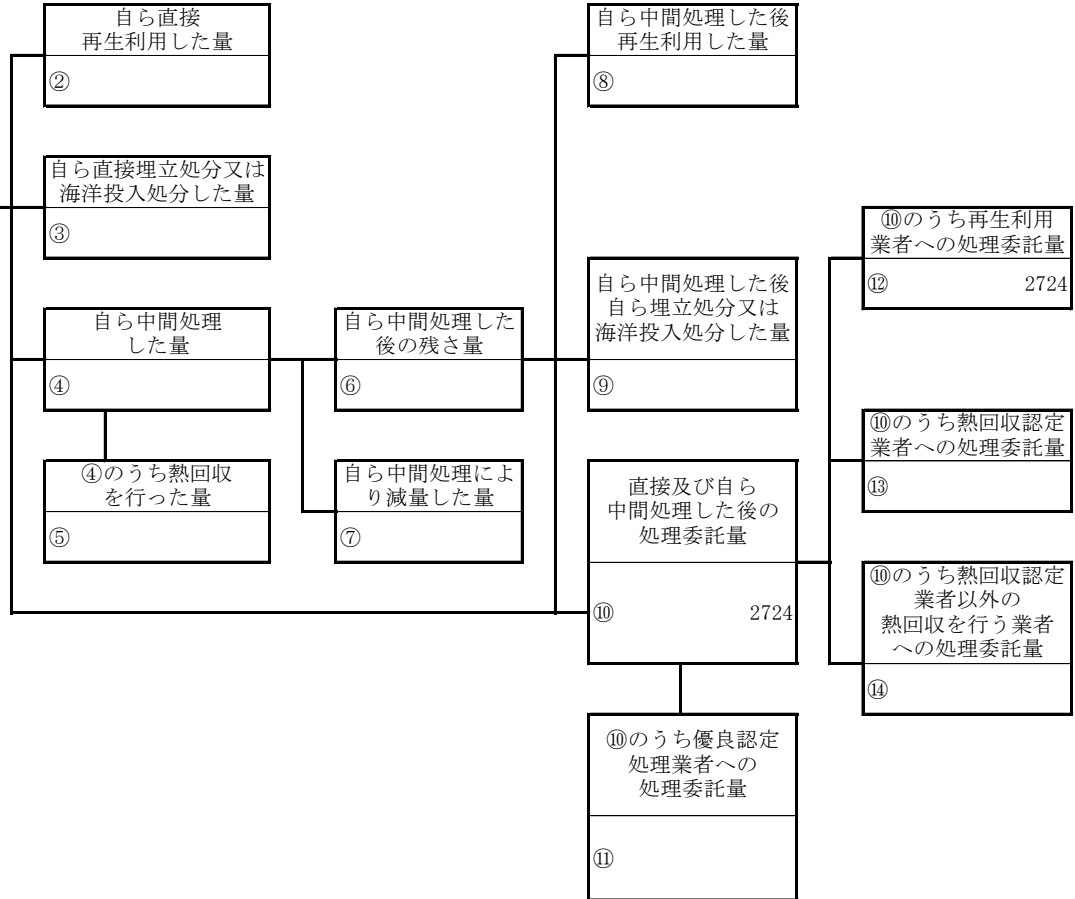 自ら直接
再生利用した量
②
自ら中間処理した後
再生利用した量
⑧
自ら直接埋立処分又は
海洋投入処分した量
③
⑩のうち再生利用
業者への処理委託量
⑫ 2724
自ら中間処理
した量
④
自ら中間処理した
後の残さ量
⑥
自ら中間処理した後
自ら埋立処分又は
海洋投入処分した量
⑨
⑩のうち熱回収認定
業者への処理委託量
⑬
④のうち熱回収
を行った量
⑤
自ら中間処理によ
り減量した量
⑦
直接及び自ら
中間処理した後の
処理委託量
⑩ 2724
⑩のうち熱回収認定
業者以外の
熱回収を行う業者
への処理委託量
⑭
⑩のうち優良認定
処理業者への
処理委託量
⑪